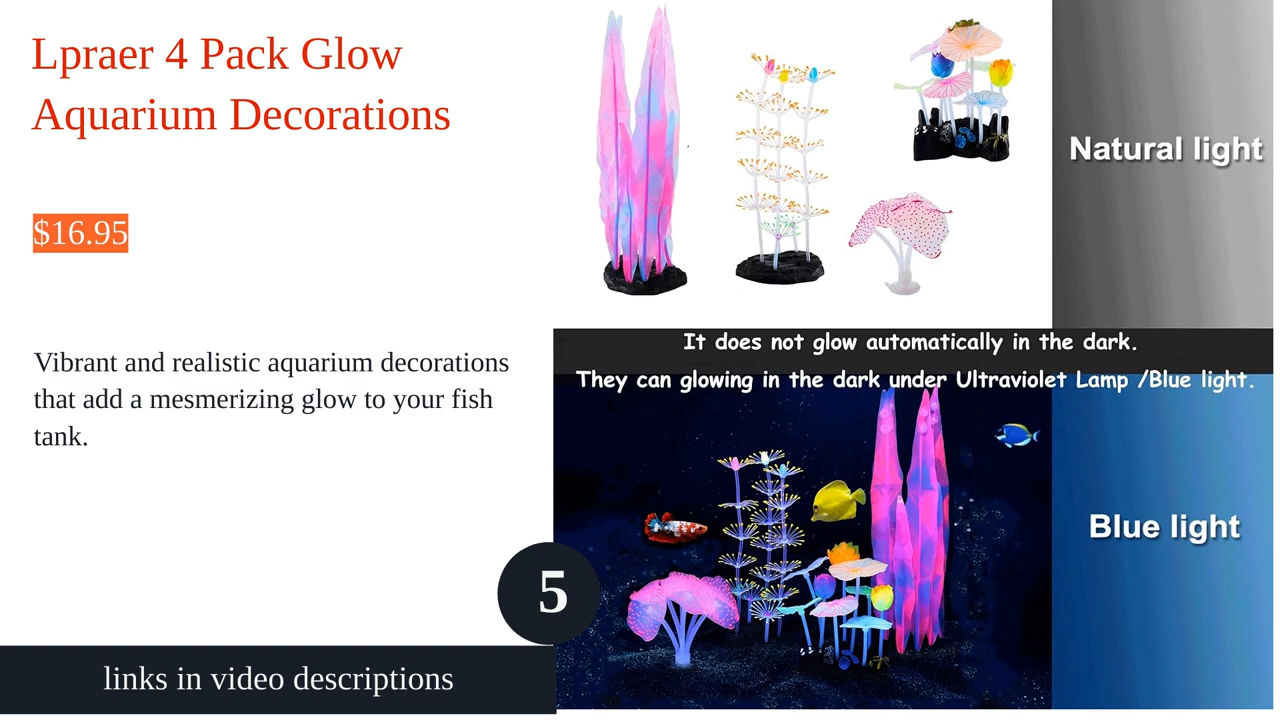 Lpraer 4 Pack Glow
Aquarium Decorations
$16.95
Vibrant and realistic aquarium decorations
that add a mesmerizing glow to your fish
tank.
5
links in video descriptions
Natural light
It does not glow automatically in the dark.
They can glowing in the dark under Ultraviolet Lamp /Blue light.
Blue light